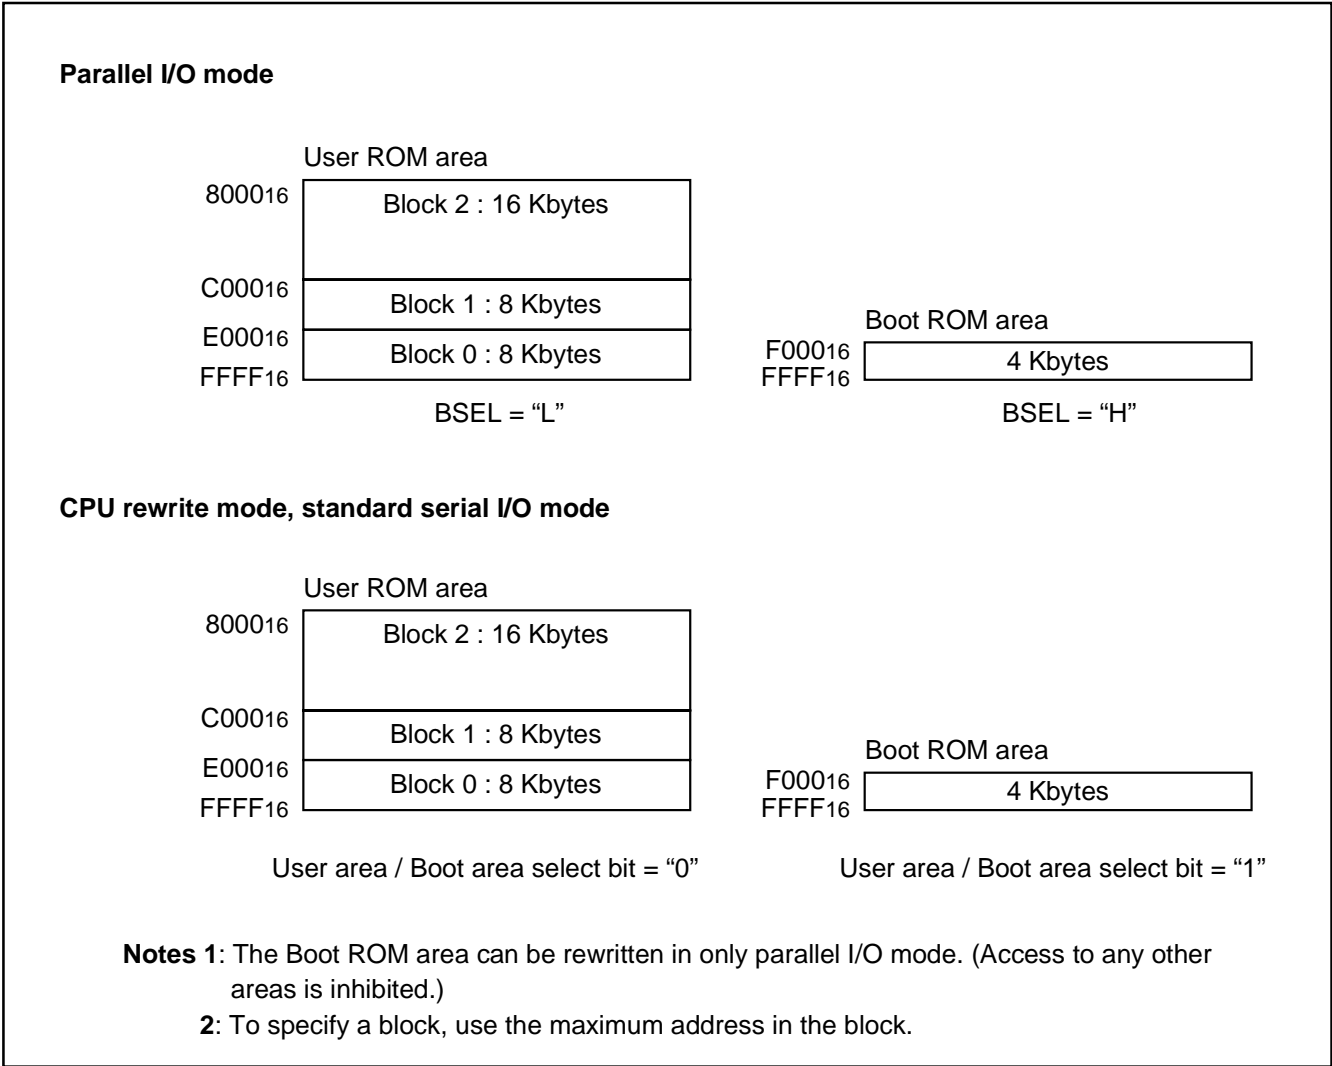 Parallel I/O mode
User ROM area
800016
Block 2 : 16 Kbytes
C00016
Block 1 : 8 Kbytes
E00016
Block 0 : 8 Kbytes
FFFF16
BSEL = “L”
Boot ROM area
F00016
4 Kbytes
FFFF16
BSEL = “H”
CPU rewrite mode, standard serial I/O mode
User ROM area
800016
Block 2 : 16 Kbytes
C00016
Block 1 : 8 Kbytes
E00016
Block 0 : 8 Kbytes
FFFF16
User area / Boot area select bit = “0”
Boot ROM area
F00016
4 Kbytes
FFFF16
User area / Boot area select bit = “1”
Notes 1: The Boot ROM area can be rewritten in only parallel I/O mode. (Access to any other
areas is inhibited.)
2: To specify a block, use the maximum address in the block.